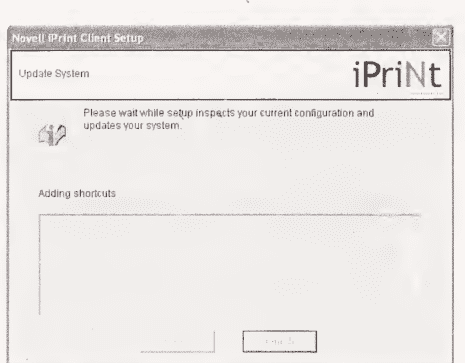 Novell iPrint Client Setup
Update System
iPriNt
Please wait while setup inspects your current configuration and
updates your system.
Adding shortcuts